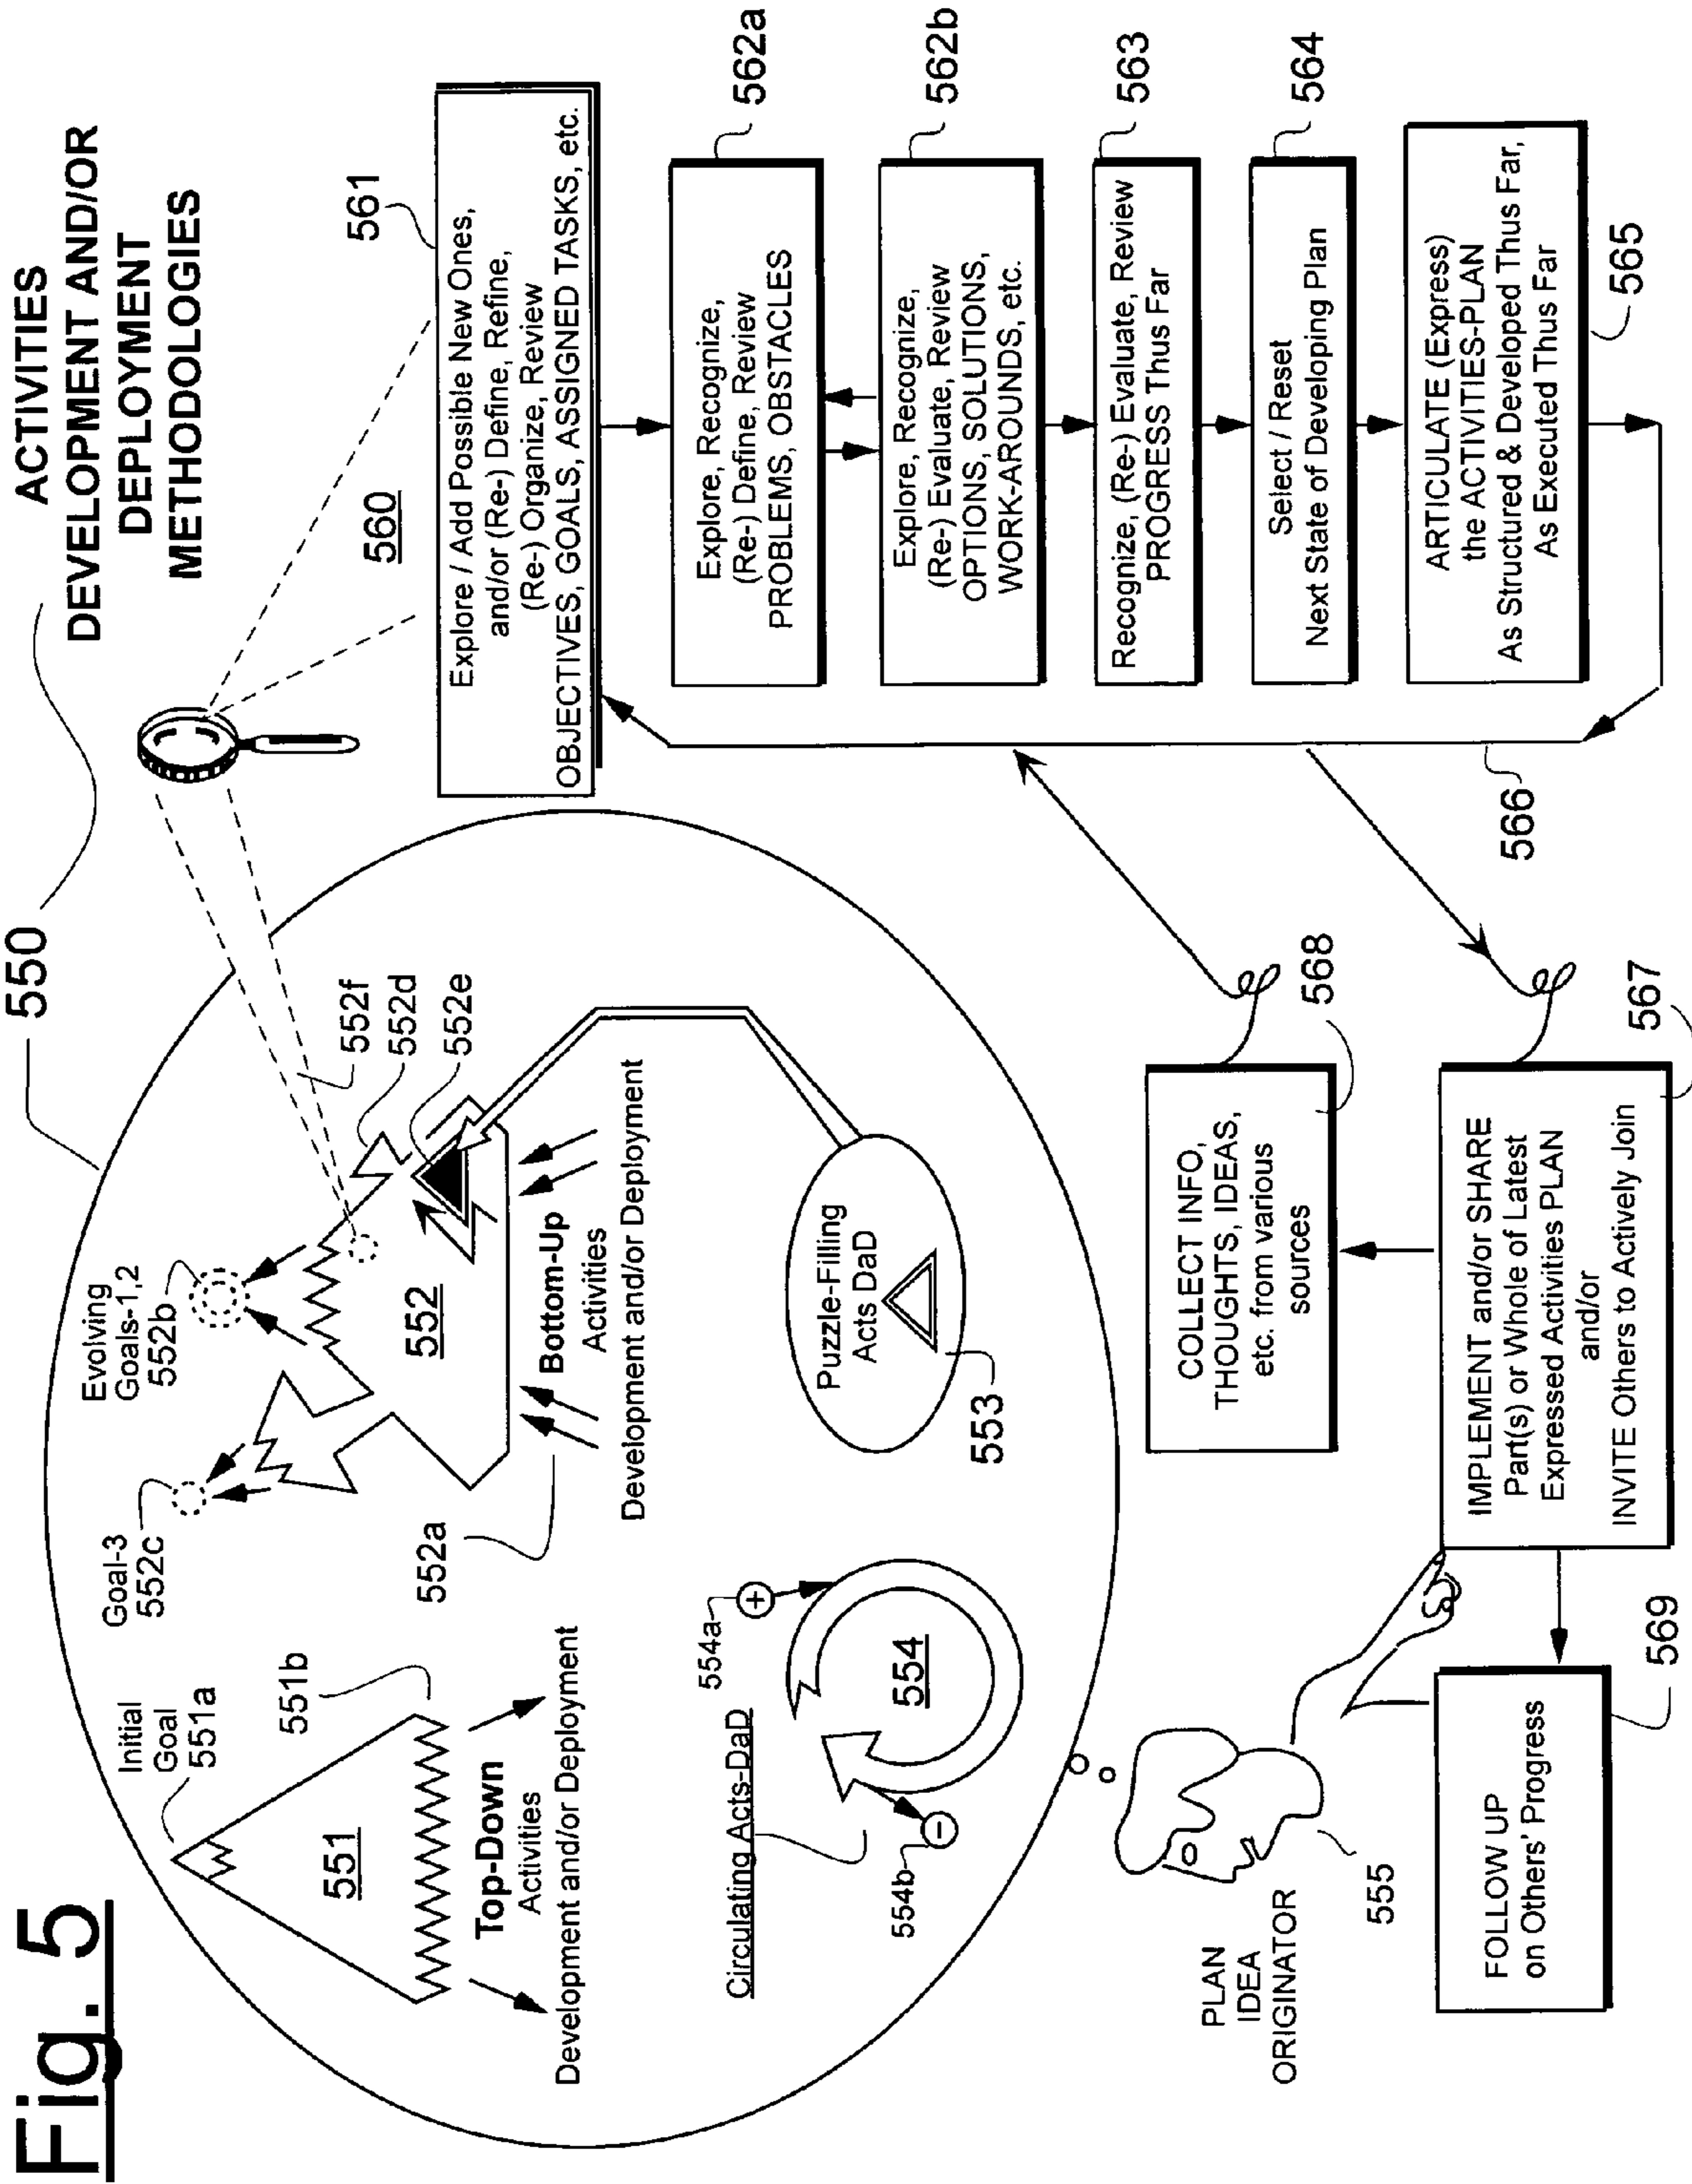 Fig. 5
550
ACTIVITIES
DEVELOPMENT AND/OR
DEPLOYMENT
METHODOLOGIES
Initial
Goal
551a
551b
551
Top-Down
Activities
Development and/or Deployment
Goal-3
552c
Evolving
Goals-1,2
552b
552f
552d
552e
552
552a
Bottom-Up
Activities
Development and/or Deployment
Circulating Acts-DaD
554a
+
554
554b
-
Puzzle-Filling
Acts DaD
553
560
561
Explore / Add Possible New Ones,
and/or (Re-) Define, Refine,
(Re-) Organize, Review
OBJECTIVES, GOALS, ASSIGNED TASKS, etc.
562a
Explore, Recognize,
(Re-) Define, Review
PROBLEMS, OBSTACLES
562b
Explore, Recognize,
(Re-) Evaluate, Review
OPTIONS, SOLUTIONS,
WORK-AROUNDS, etc.
563
Recognize, (Re-) Evaluate, Review
PROGRESS Thus Far
564
Select / Reset
Next State of Developing Plan
ARTICULATE (Express)
the ACTIVITIES-PLAN
As Structured & Developed Thus Far,
As Executed Thus Far
565
566
PLAN
IDEA
ORIGINATOR
555
COLLECT INFO,
THOUGHTS, IDEAS,
etc. from various
sources
568
IMPLEMENT and/or SHARE
Part(s) or Whole of Latest
Expressed Activities PLAN
and/or
INVITE Others to Actively Join
567
FOLLOW UP
on Others' Progress
569